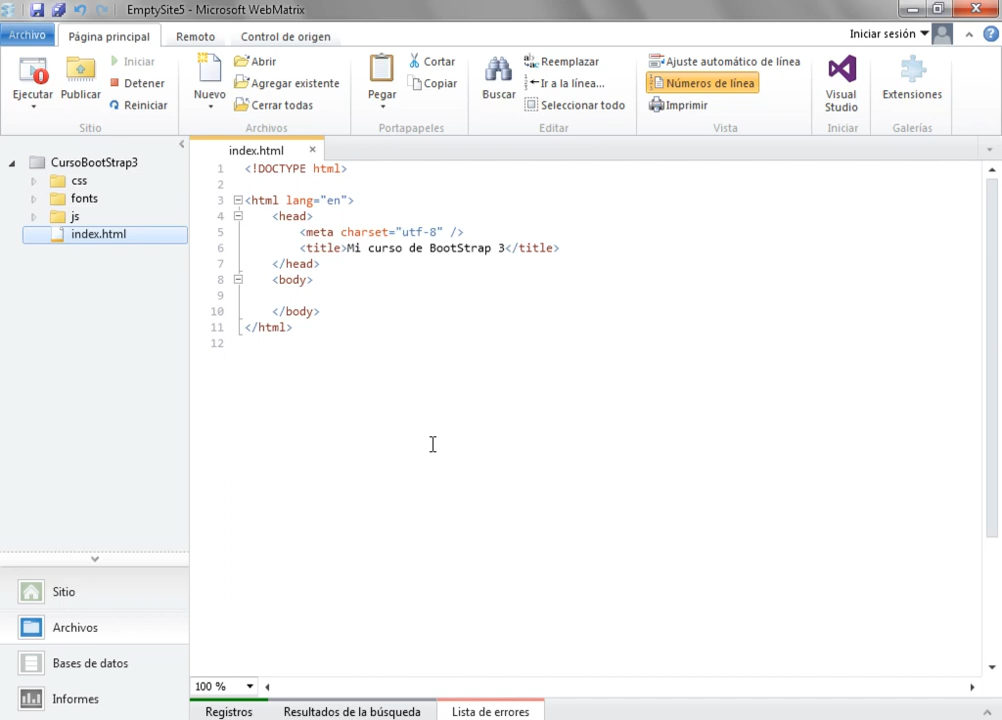 EmptySite5 - Microsoft WebMatrix
Archivo Página principal Remoto Control de origen Iniciar sesión
Ejecutar Publicar Iniciar Detener Reiniciar
Sitio
Nuevo Abrir Agregar existente Cerrar todas
Archivos
Pegar Cortar Copiar
Portapapeles
Buscar Reemplazar Ir a la línea... Seleccionar todo
Editar
Ajuste automático de línea Números de línea Imprimir
Vista
Visual Studio
Iniciar
Extensiones
Galerías
CursoBootStrap3
css
fonts
js
index.html
index.html
1 <!DOCTYPE html>
2
3 <html lang="en">
4 <head>
5 <meta charset="utf-8" />
6 <title>Mi curso de BootStrap 3</title>
7 </head>
8 <body>
9
10 </body>
11 </html>
12
Sitio
Archivos
Bases de datos
Informes
100 %
Registros Resultados de la búsqueda Lista de errores